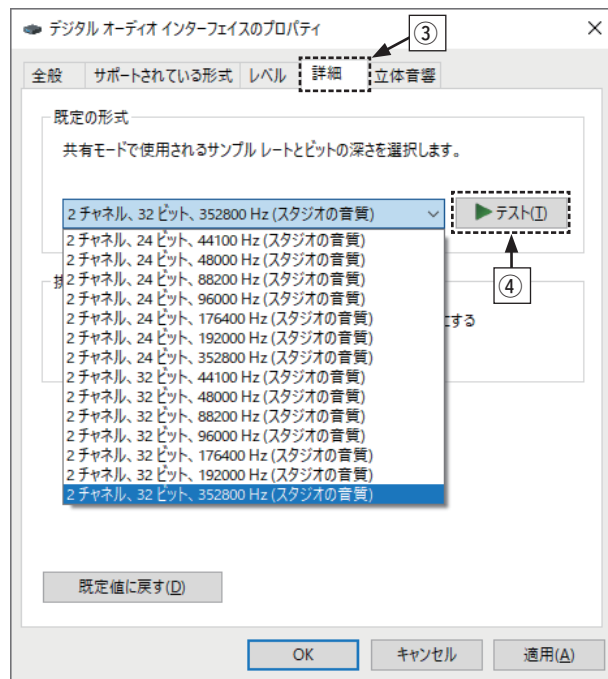 デジタル オーディオ インターフェイスのプロパティ
③
全般 サポートされている形式 レベル 詳細 立体音響
既定の形式
共有モードで使用されるサンプル レートとビットの深さを選択します。
2 チャネル、32 ビット、352800 Hz (スタジオの音質)
▶テスト(T)
2 チャネル、24 ビット、44100 Hz (スタジオの音質)
2 チャネル、24 ビット、48000 Hz (スタジオの音質)
2 チャネル、24 ビット、88200 Hz (スタジオの音質)
④
2 チャネル、24 ビット、96000 Hz (スタジオの音質)
2 チャネル、24 ビット、176400 Hz (スタジオの音質)
する
2 チャネル、24 ビット、192000 Hz (スタジオの音質)
2 チャネル、24 ビット、352800 Hz (スタジオの音質)
2 チャネル、32 ビット、44100 Hz (スタジオの音質)
2 チャネル、32 ビット、48000 Hz (スタジオの音質)
2 チャネル、32 ビット、88200 Hz (スタジオの音質)
2 チャネル、32 ビット、96000 Hz (スタジオの音質)
2 チャネル、32 ビット、176400 Hz (スタジオの音質)
2 チャネル、32 ビット、192000 Hz (スタジオの音質)
2 チャネル、32 ビット、352800 Hz (スタジオの音質)
既定値に戻す(D)
OK キャンセル 適用(A)